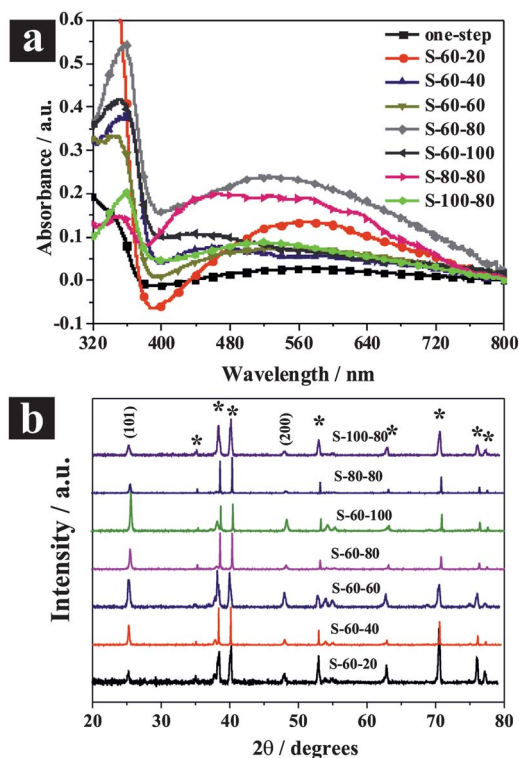 a
0.6
0.5
0.4
0.3
0.2
0.1
0.0
-0.1
Absorbance / a.u.
one-step
S-60-20
S-60-40
S-60-60
S-60-80
S-60-100
S-80-80
S-100-80
320 400 480 560 640 720 800
Wavelength / nm
b
Intensity / a.u.
(101) * * * (200) * * * * *
S-100-80
S-80-80
S-60-100
S-60-80
S-60-60
S-60-40
S-60-20
20 30 40 50 60 70 80
2θ / degrees